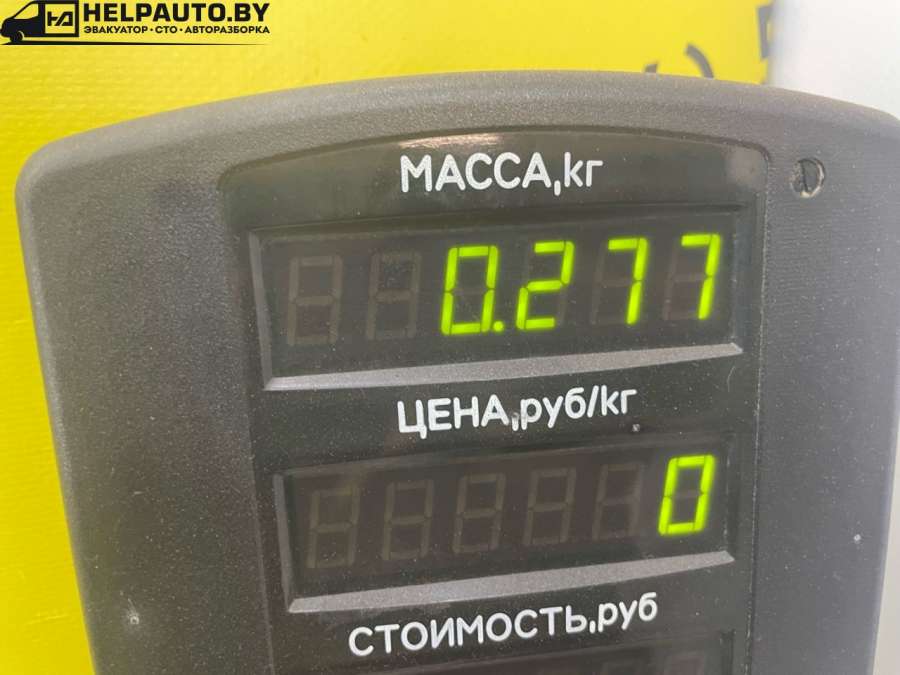 HELPAUTO.BY
ЭВАКУАТОР · СТО · АВТОРАЗБОРКА
МАССА,кг
0.277
ЦЕНА,руб/кг
0
СТОИМОСТЬ,руб